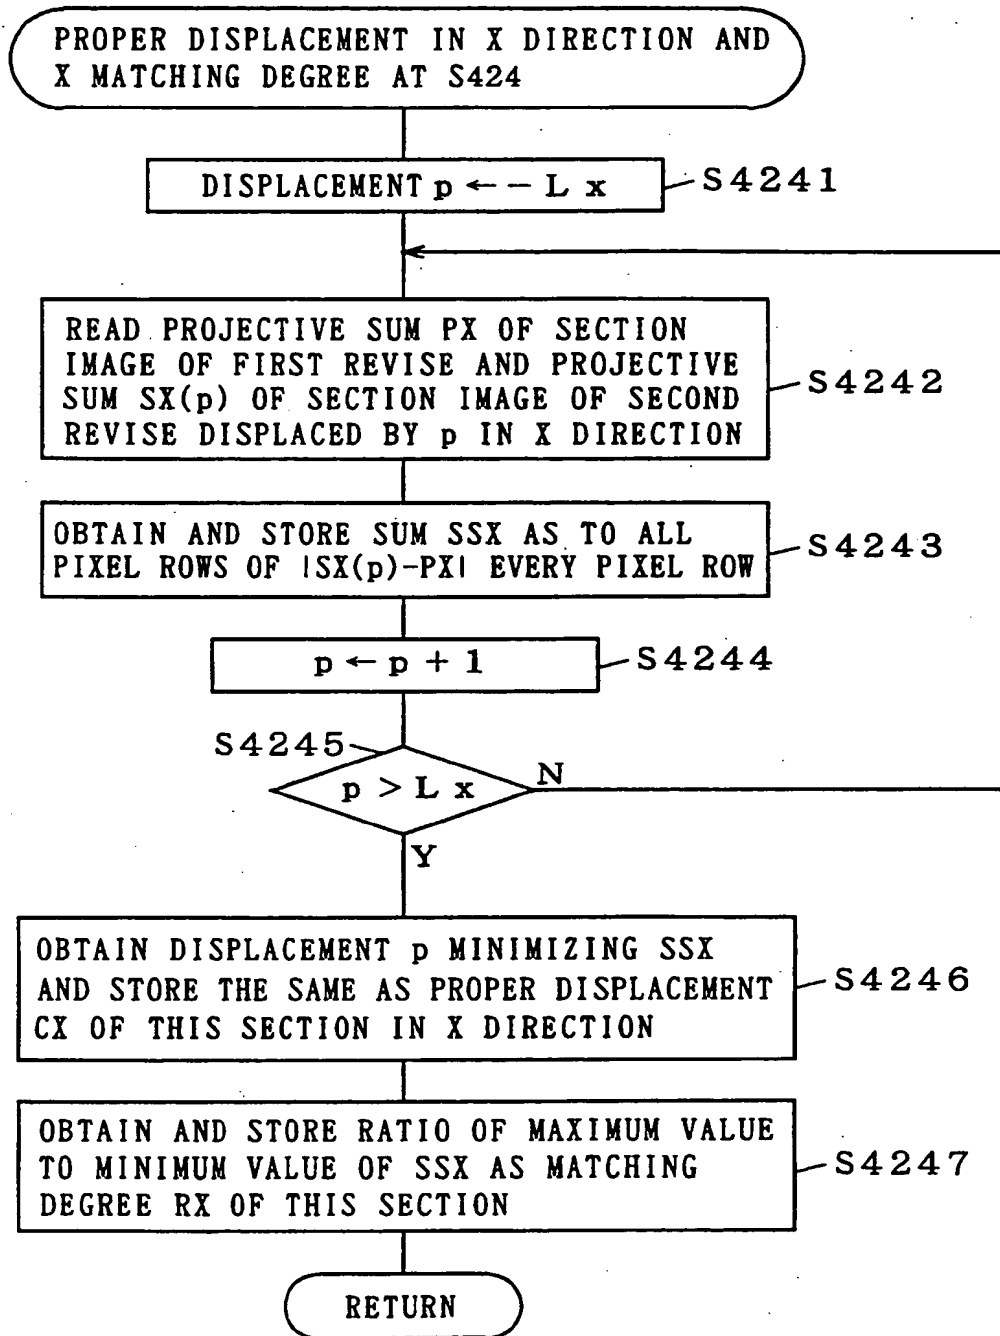 PROPER DISPLACEMENT IN X DIRECTION AND
X MATCHING DEGREE AT S424
DISPLACEMENT p ← - L x
S4241
READ PROJECTIVE SUM PX OF SECTION
IMAGE OF FIRST REVISE AND PROJECTIVE
SUM SX(p) OF SECTION IMAGE OF SECOND
REVISE DISPLACED BY p IN X DIRECTION
S4242
OBTAIN AND STORE SUM SSX AS TO ALL
PIXEL ROWS OF |SX(p)-PX| EVERY PIXEL ROW
S4243
p ← p + 1
S4244
S4245
p > L x
N
Y
OBTAIN DISPLACEMENT p MINIMIZING SSX
AND STORE THE SAME AS PROPER DISPLACEMENT
CX OF THIS SECTION IN X DIRECTION
S4246
OBTAIN AND STORE RATIO OF MAXIMUM VALUE
TO MINIMUM VALUE OF SSX AS MATCHING
DEGREE RX OF THIS SECTION
S4247
RETURN